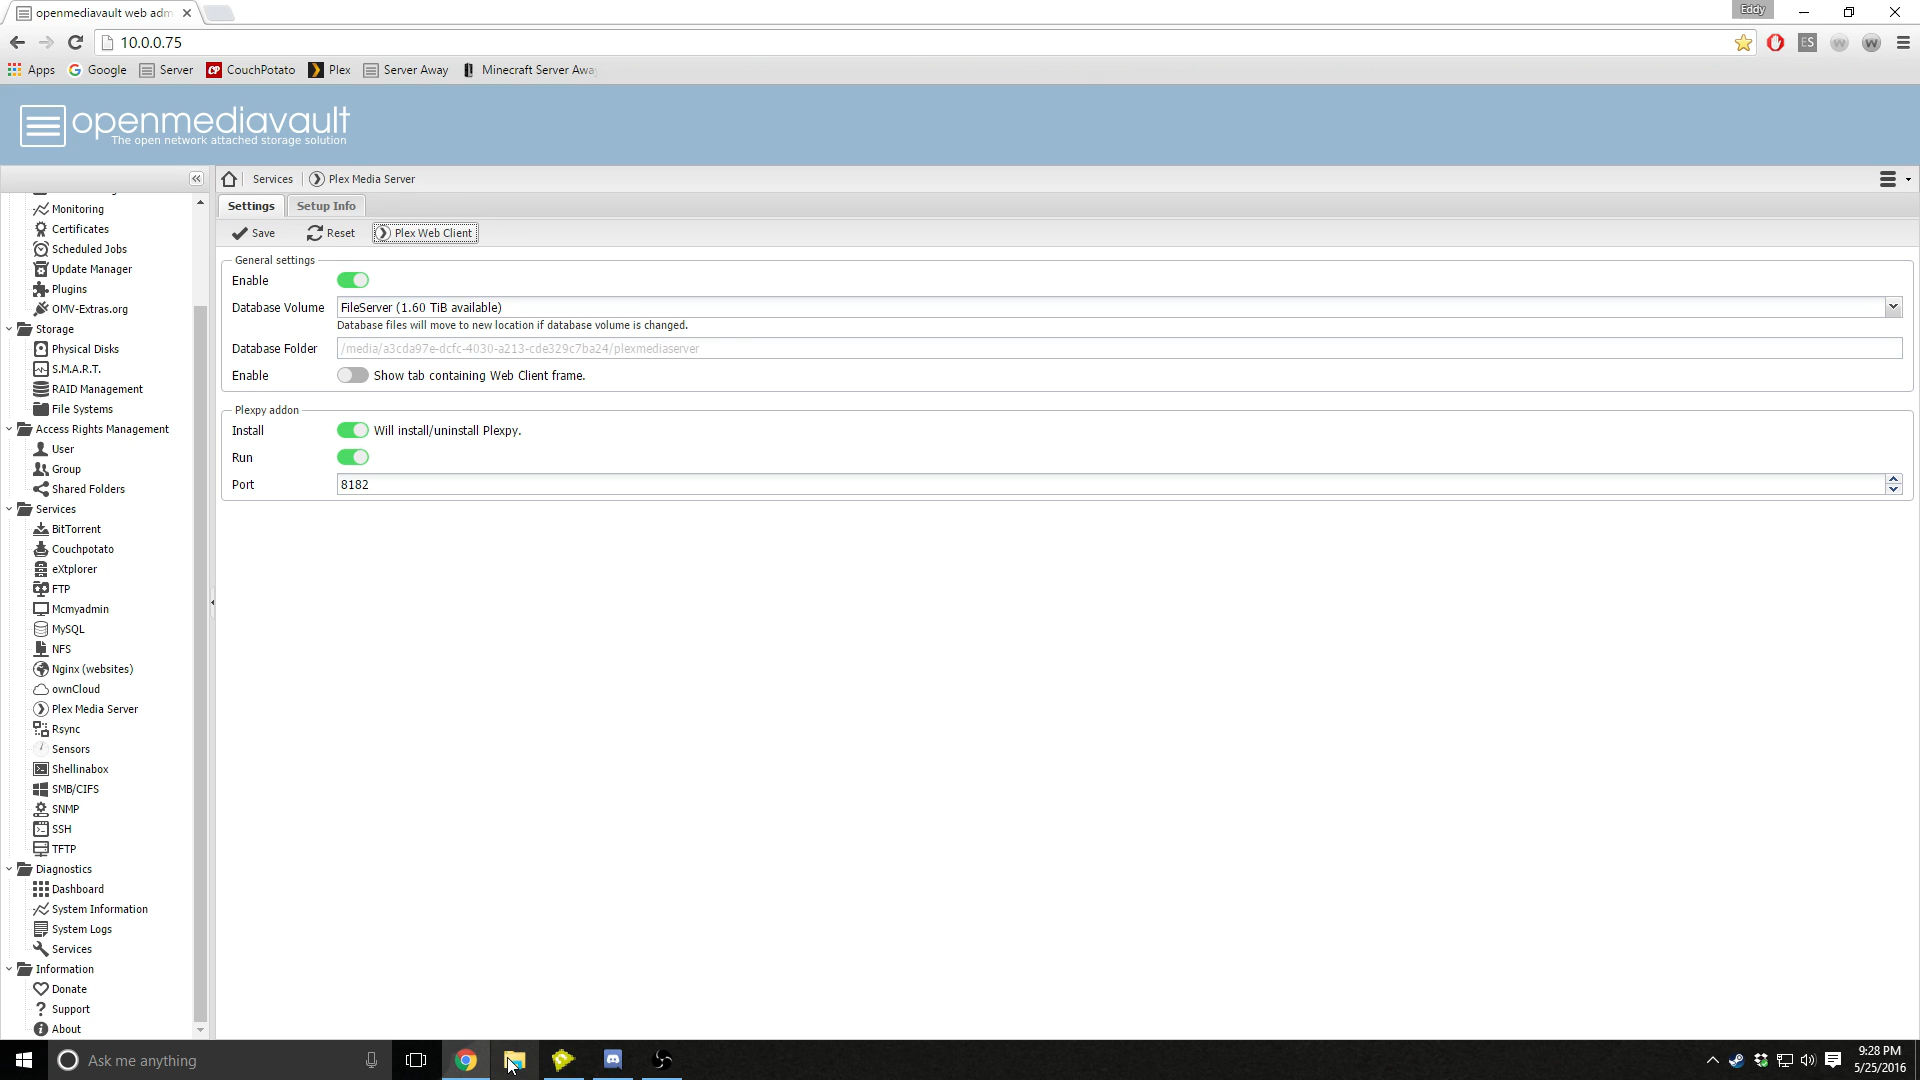 openmediavault web adm
Eddy
10.0.0.75
ES
Apps
Google
Server
CP CouchPotato
Plex
Server Away
Minecraft Server Away
openmediavault
The open network attached storage solution
Services
Plex Media Server
Settings
Setup Info
Save
Reset
Plex Web Client
Monitoring
Certificates
Scheduled Jobs
Update Manager
Plugins
OMV-Extras.org
Storage
Physical Disks
S.M.A.R.T.
RAID Management
File Systems
Access Rights Management
User
Group
Shared Folders
Services
BitTorrent
Couchpotato
eXtplorer
FTP
Mcmyadmin
MySQL
NFS
Nginx (websites)
ownCloud
Plex Media Server
Rsync
Sensors
Shellinabox
SMB/CIFS
SNMP
SSH
TFTP
Diagnostics
Dashboard
System Information
System Logs
Services
Information
Donate
Support
About
General settings
Enable
Database Volume
FileServer (1.60 TiB available)
Database files will move to new location if database volume is changed.
Database Folder
/media/a3cda97e-dcfc-4030-a213-cde329c7ba24/plexmediaserver
Enable
Show tab containing Web Client frame.
Plexpy addon
Install
Will install/uninstall Plexpy.
Run
Port
8182
Ask me anything
9:28 PM
5/25/2016